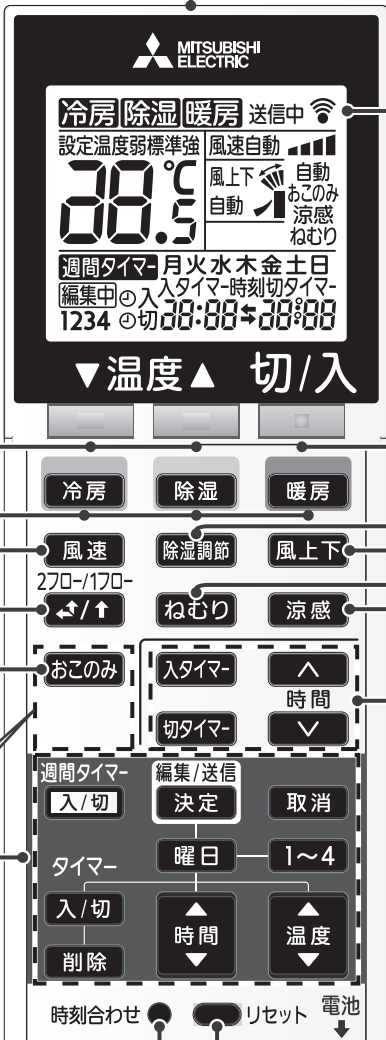 MITSUBISHI
ELECTRIC
冷房 除湿 暖房 送信中
設定温度弱標準強 風速自動
88.5℃ 風上下 自動
自動 おこのみ
涼感
ねむり
週間タイマー 月火水木金土日
編集中 入 入タイマー時刻切タイマー
1234 切 88:88 88:88
▼温度▲ 切/入
冷房 除湿 暖房
風速 除湿調節 風上下
2フロー/1フロー
/ ねむり 涼感
おこのみ 入タイマー ∧
時間
切タイマー ∨
週間タイマー 編集/送信
入/切 決定 取消
曜日 1〜4
タイマー
入/切 ▲ ▲
時間 温度
削除 ▼ ▼
時刻合わせ リセット 電池